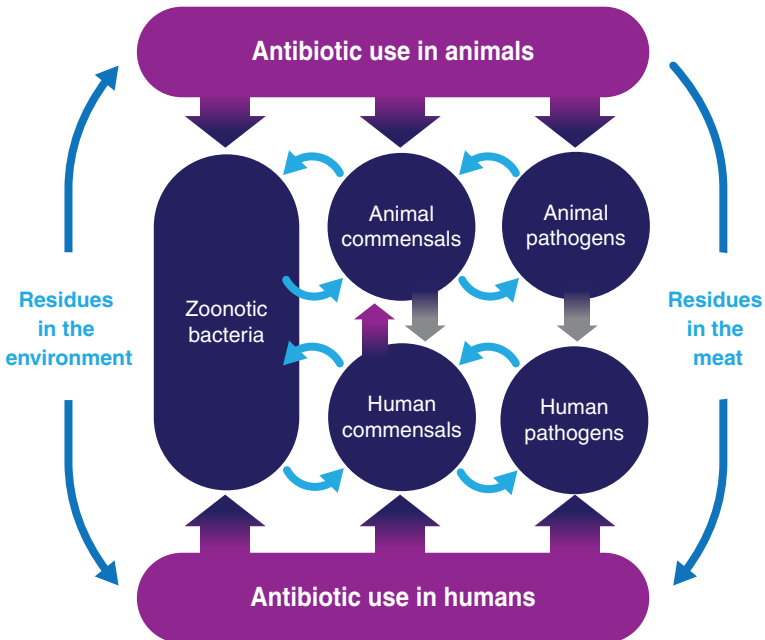 Antibiotic use in animals
Animal
commensals
Animal
pathogens
Residues
in the
environment
Zoonotic
bacteria
Residues
in the
meat
Human
commensals
Human
pathogens
Antibiotic use in humans